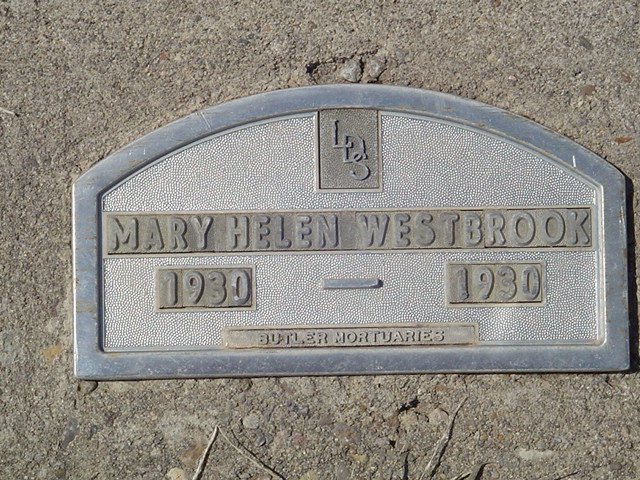 LDS
MARY HELEN WESTBROOK
1930 — 1930
BUTLER MORTUARIES